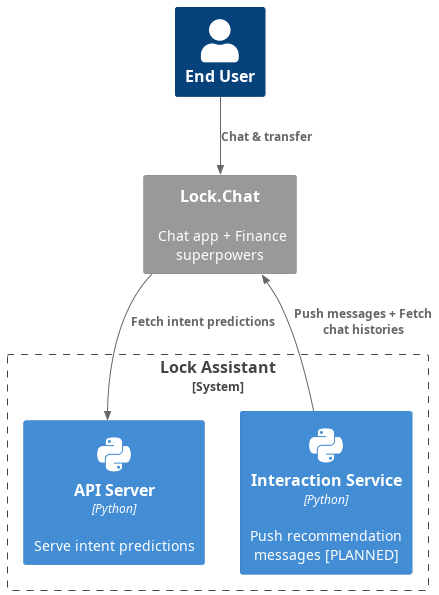 End User
Chat & transfer
Lock.Chat
Chat app + Finance
superpowers
Fetch intent predictions
Push messages + Fetch
chat histories
Lock Assistant
[System]
API Server
[Python]
Serve intent predictions
Interaction Service
[Python]
Push recommendation
messages [PLANNED]